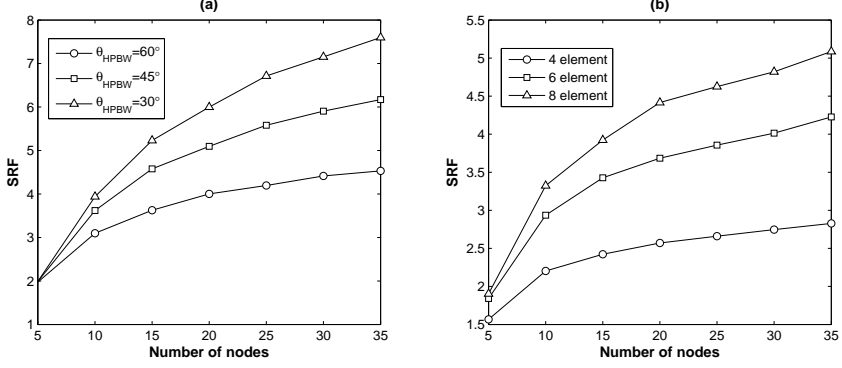 (a)
8
7
6
5
4
3
2
1
SRF
θHPBW=60°
θHPBW=45°
θHPBW=30°
5 10 15 20 25 30 35
Number of nodes
(b)
5.5
5
4.5
4
3.5
3
2.5
2
1.5
SRF
4 element
6 element
8 element
5 10 15 20 25 30 35
Number of nodes